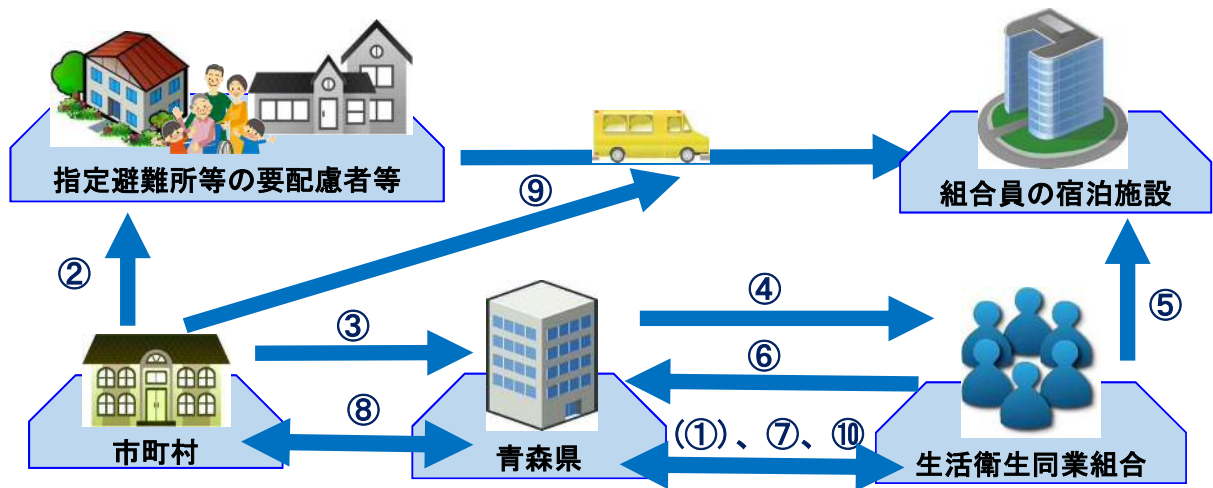 指定避難所等の要配慮者等
組合員の宿泊施設
⑨
②
③
④
⑤
⑥
⑧
(①)、⑦、⑩
市町村
青森県
生活衛生同業組合